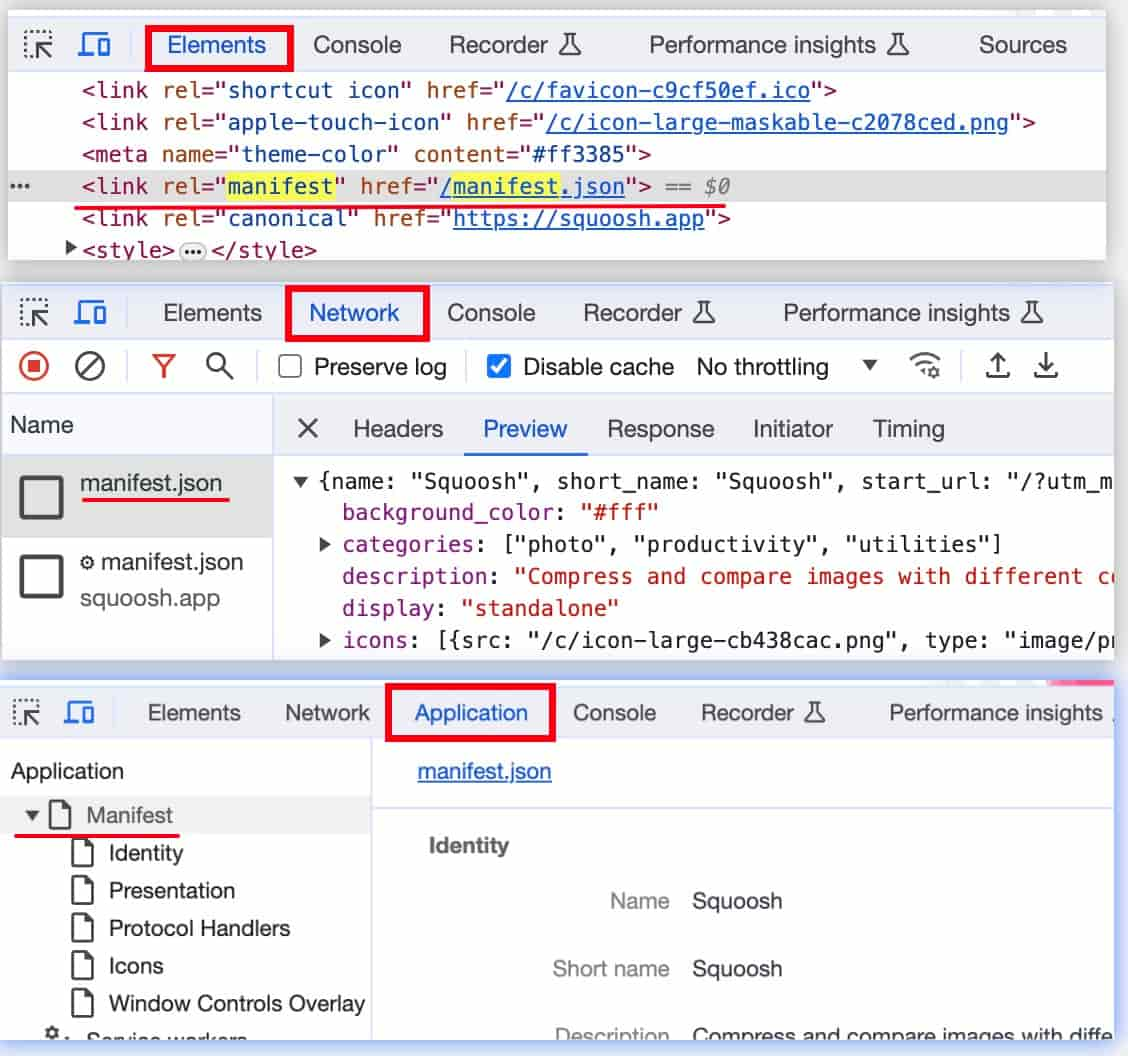 Elements Console Recorder Performance insights Sources
<link rel="shortcut icon" href="/c/favicon-c9cf50ef.ico">
<link rel="apple-touch-icon" href="/c/icon-large-maskable-c2078ced.png">
<meta name="theme-color" content="#ff3385">
••• <link rel="manifest" href="/manifest.json"> == $0
<link rel="canonical" href="https://squoosh.app">
<style>…</style>
Elements Network Console Recorder Performance insights
Preserve log Disable cache No throttling
Name
Headers Preview Response Initiator Timing
manifest.json
manifest.json
squoosh.app
{name: "Squoosh", short_name: "Squoosh", start_url: "/?utm_m
background_color: "#fff"
categories: ["photo", "productivity", "utilities"]
description: "Compress and compare images with different co
display: "standalone"
icons: [{src: "/c/icon-large-cb438cac.png", type: "image/pn
Elements Network Application Console Recorder Performance insights
Application
Manifest
Identity
Presentation
Protocol Handlers
Icons
Window Controls Overlay
Service workers
manifest.json
Identity
Name Squoosh
Short name Squoosh
Description Compress and compare images with diffe